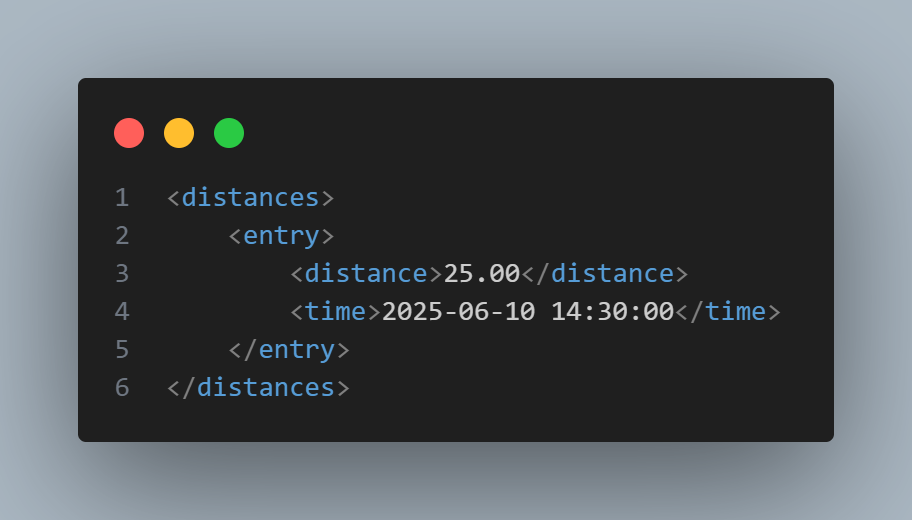 1 <distances>
2     <entry>
3         <distance>25.00</distance>
4         <time>2025-06-10 14:30:00</time>
5     </entry>
6 </distances>